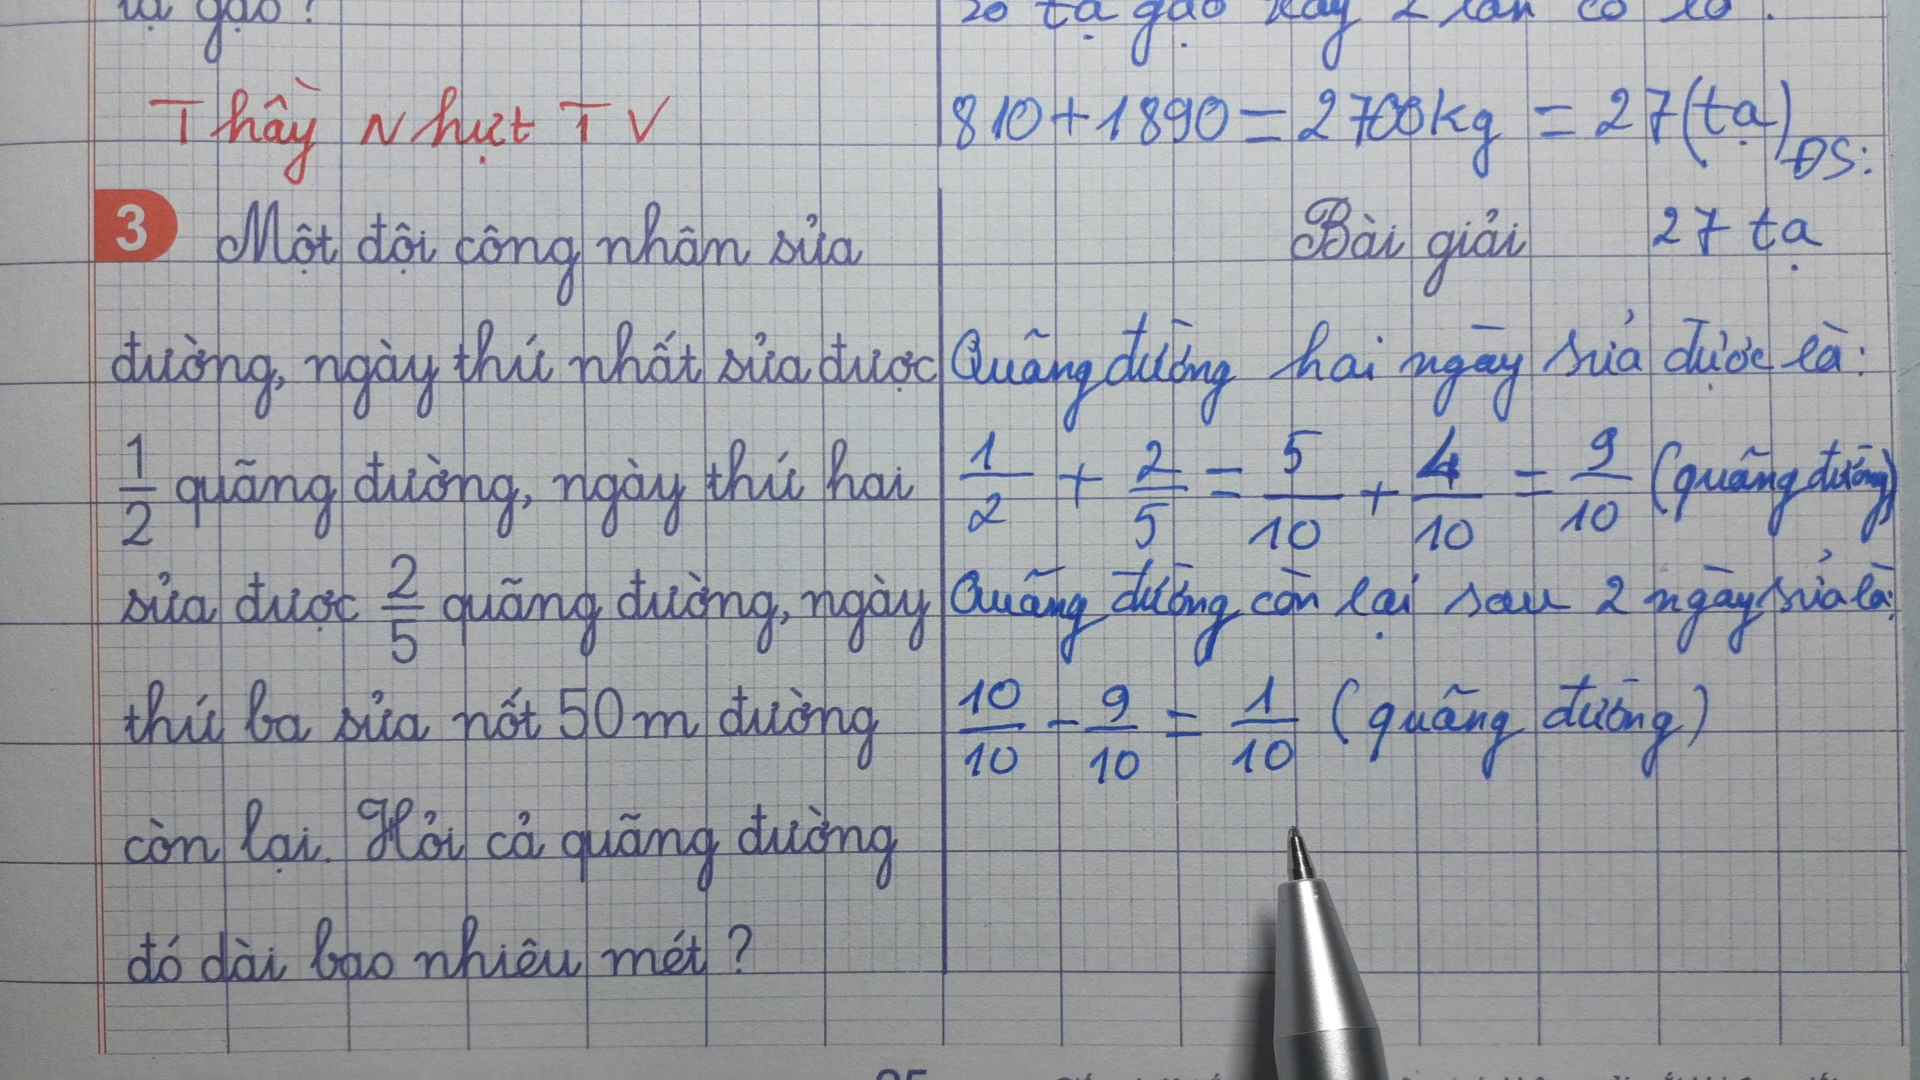 20 tạ gạo
Thầy Nhựt TV
810 + 1890 = 2700kg = 27 (tạ)
ĐS:
27 tạ
3 Một đội công nhân sửa
đường, ngày thứ nhất sửa được
1/2 quãng đường, ngày thứ hai
sửa được 2/5 quãng đường, ngày
thứ ba sửa nốt 50m đường
còn lại. Hỏi cả quãng đường
đó dài bao nhiêu mét?
Bài giải
Quãng đường hai ngày sửa được là:
1/2 + 2/5 = 5/10 + 4/10 = 9/10 (quãng đường)
Quãng đường còn lại sau 2 ngày sửa là:
10/10 - 9/10 = 1/10 (quãng đường)